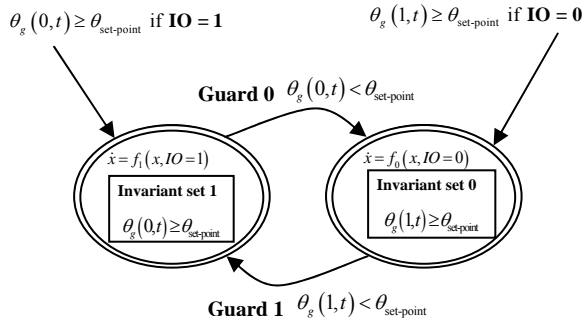 θg(0,t) ≥ θset-point if IO = 1
θg(1,t) ≥ θset-point if IO = 0
Guard 0 θg(0,t) < θset-point
ẋ = f1(x, IO = 1)
Invariant set 1
θg(0,t) ≥ θset-point
ẋ = f0(x, IO = 0)
Invariant set 0
θg(1,t) ≥ θset-point
Guard 1 θg(1,t) < θset-point